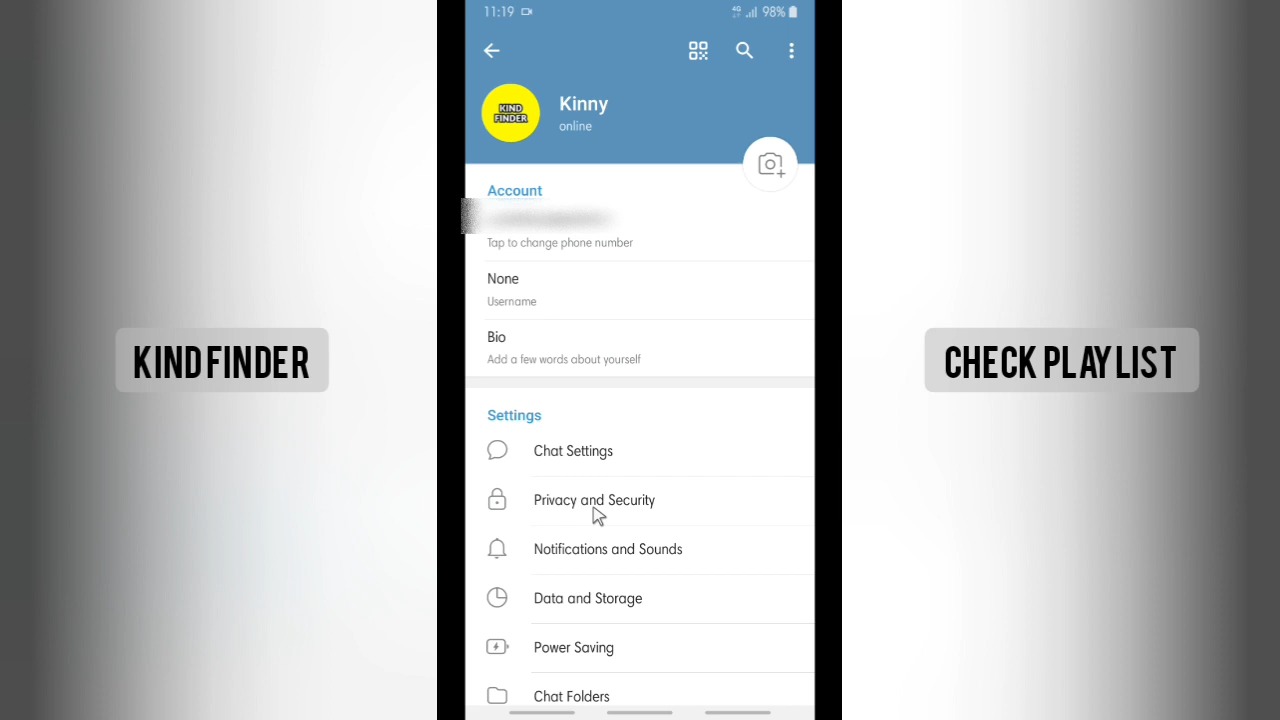 11:19
4G
98%
KIND
FINDER
Kinny
online
Account
Tap to change phone number
None
Username
Bio
Add a few words about yourself
Settings
Chat Settings
Privacy and Security
Notifications and Sounds
Data and Storage
Power Saving
Chat Folders
KIND FINDER
CHECK PLAYLIST